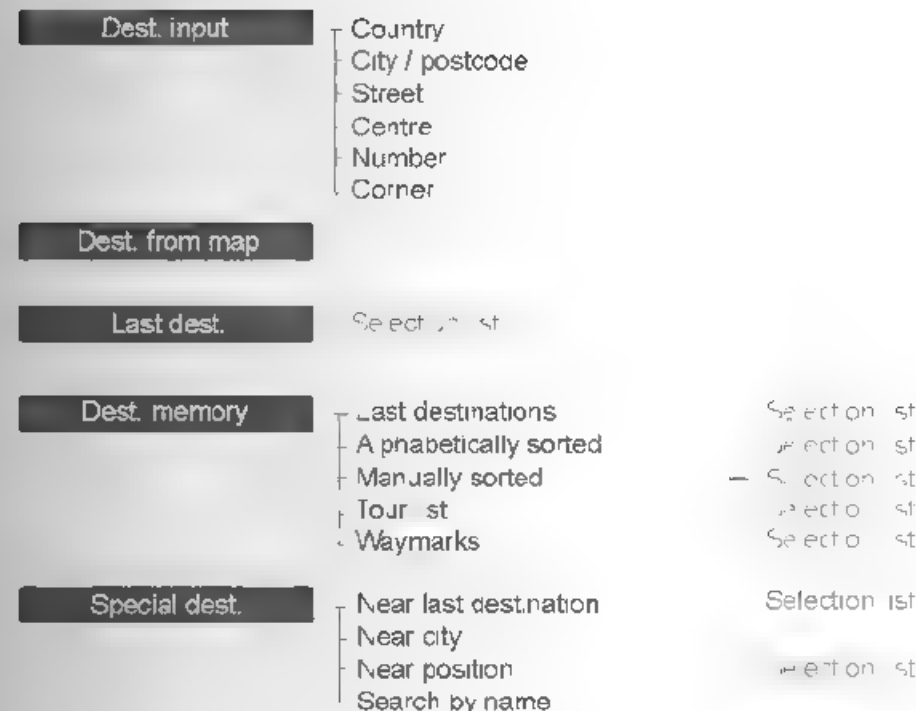 Dest. input
Country
City / postcode
Street
Centre
Number
Corner
Dest. from map
Last dest.
Dest. memory
Last destinations
Alphabetically sorted
Manually sorted
Tour list
Waymarks
Special dest.
Near last destination
Selection list
Near city
Near position
Search by name